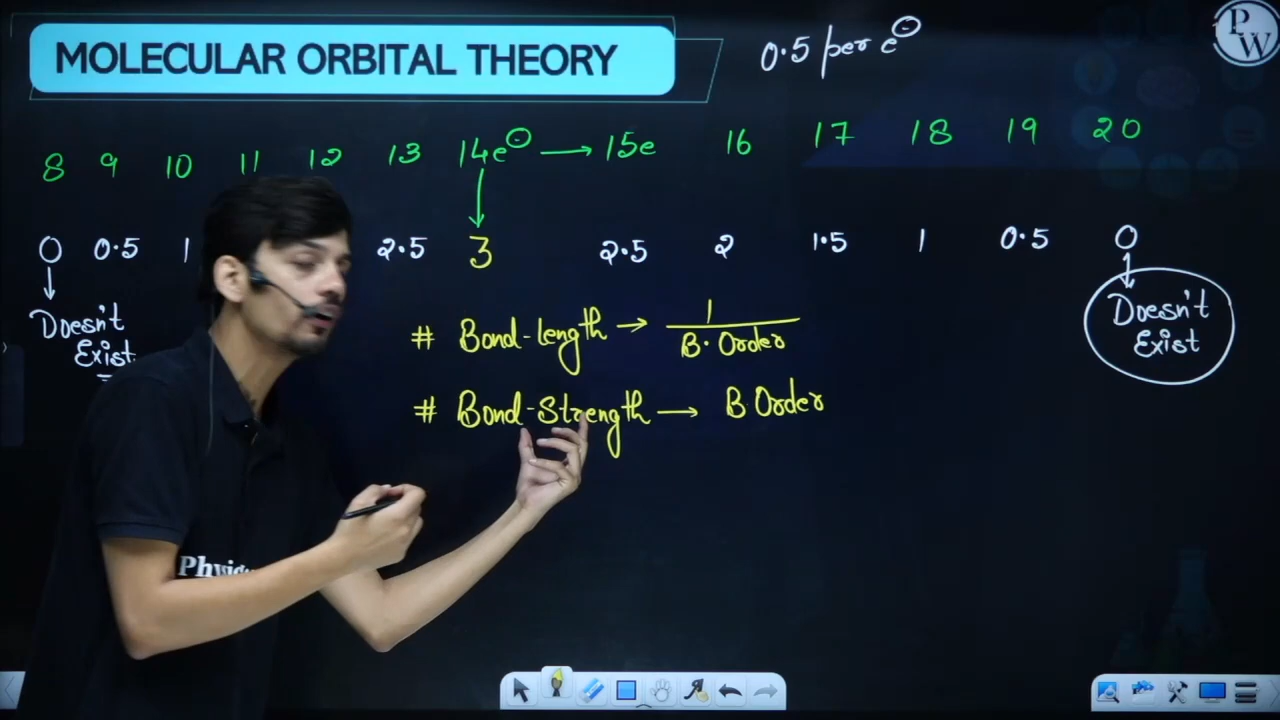 MOLECULAR ORBITAL THEORY
0.5 per e⊖
PW
8 9 10 11 12 13 14e⊖ → 15e 16 17 18 19 20
↓
0 0.5 1 2.5 3 2.5 2 1.5 1 0.5 0
Doesn't
Exist
Doesn't
Exist
# Bond-length → 1
B. Order
# Bond-Strength → B Order